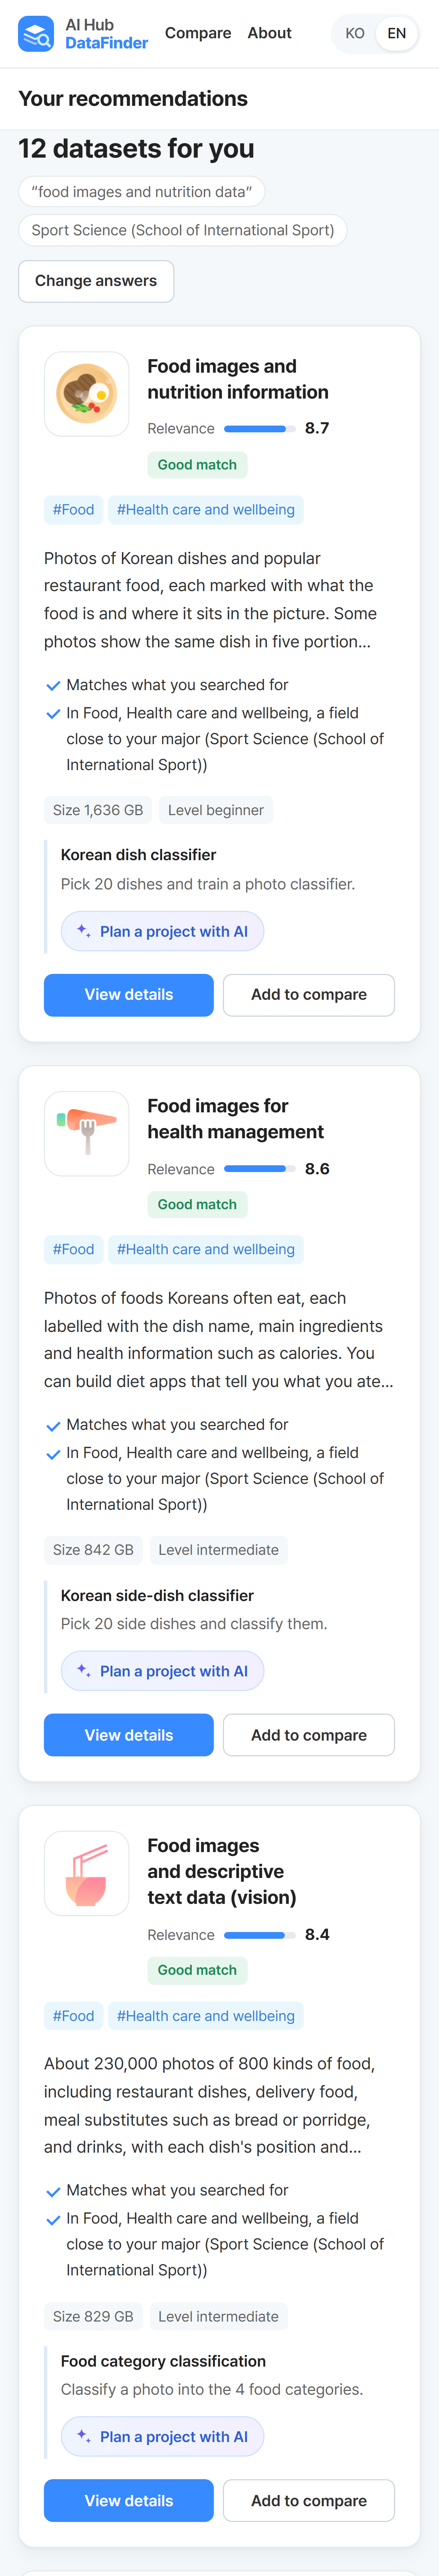 AI Hub
DataFinder
Compare
About
KO
EN
Your recommendations
12 datasets for you
“food images and nutrition data”
Sport Science (School of International Sport)
Change answers
Food images and
nutrition information
Relevance 8.7
Good match
#Food #Health care and wellbeing
Photos of Korean dishes and popular
restaurant food, each marked with what the
food is and where it sits in the picture. Some
photos show the same dish in five portion...
Matches what you searched for
In Food, Health care and wellbeing, a field
close to your major (Sport Science (School of
International Sport))
Size 1,636 GB Level beginner
Korean dish classifier
Pick 20 dishes and train a photo classifier.
Plan a project with AI
View details Add to compare
Food images for
health management
Relevance 8.6
Good match
#Food #Health care and wellbeing
Photos of foods Koreans often eat, each
labelled with the dish name, main ingredients
and health information such as calories. You
can build diet apps that tell you what you ate...
Matches what you searched for
In Food, Health care and wellbeing, a field
close to your major (Sport Science (School of
International Sport))
Size 842 GB Level intermediate
Korean side-dish classifier
Pick 20 side dishes and classify them.
Plan a project with AI
View details Add to compare
Food images
and descriptive
text data (vision)
Relevance 8.4
Good match
#Food #Health care and wellbeing
About 230,000 photos of 800 kinds of food,
including restaurant dishes, delivery food,
meal substitutes such as bread or porridge,
and drinks, with each dish's position and...
Matches what you searched for
In Food, Health care and wellbeing, a field
close to your major (Sport Science (School of
International Sport))
Size 829 GB Level intermediate
Food category classification
Classify a photo into the 4 food categories.
Plan a project with AI
View details Add to compare